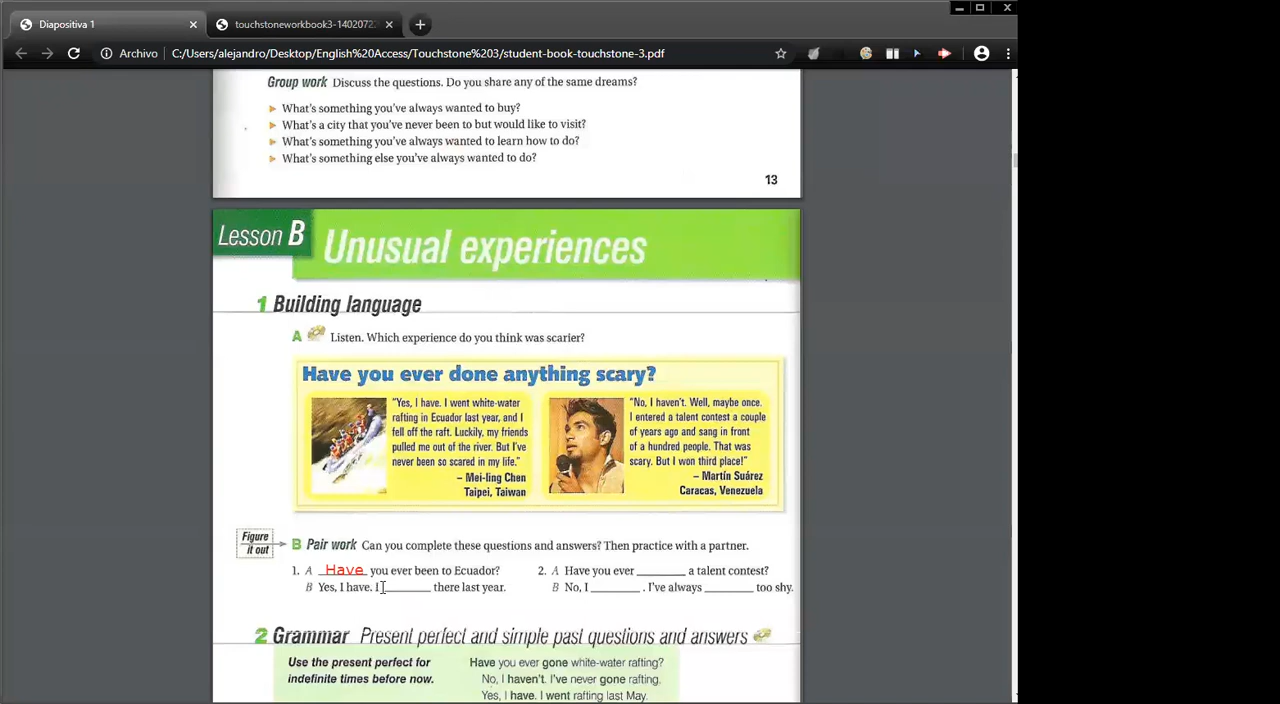 Diapositiva 1
touchstoneworkbook3-1402072
Archivo
C:/Users/alejandro/Desktop/English%20Access/Touchstone%203/student-book-touchstone-3.pdf
Group work Discuss the questions. Do you share any of the same dreams?
What's something you've always wanted to buy?
What's a city that you've never been to but would like to visit?
What's something you've always wanted to learn how to do?
What's something else you've always wanted to do?
13
Lesson B
Unusual experiences
1 Building language
A Listen. Which experience do you think was scarier?
Have you ever done anything scary?
"Yes, I have. I went white-water
rafting in Ecuador last year, and I
fell off the raft. Luckily, my friends
pulled me out of the river. But I've
never been so scared in my life."
– Mei-ling Chen
Taipei, Taiwan
"No, I haven't. Well, maybe once.
I entered a talent contest a couple
of years ago and sang in front
of a hundred people. That was
scary. But I won third place!"
– Martín Suárez
Caracas, Venezuela
Figure
it out
B Pair work Can you complete these questions and answers? Then practice with a partner.
1. A Have you ever been to Ecuador?
B Yes, I have. I ________ there last year.
2. A Have you ever ________ a talent contest?
B No, I ________ . I've always ________ too shy.
2 Grammar Present perfect and simple past questions and answers
Use the present perfect for
indefinite times before now.
Have you ever gone white-water rafting?
No, I haven't. I've never gone rafting.
Yes, I have. I went rafting last May.